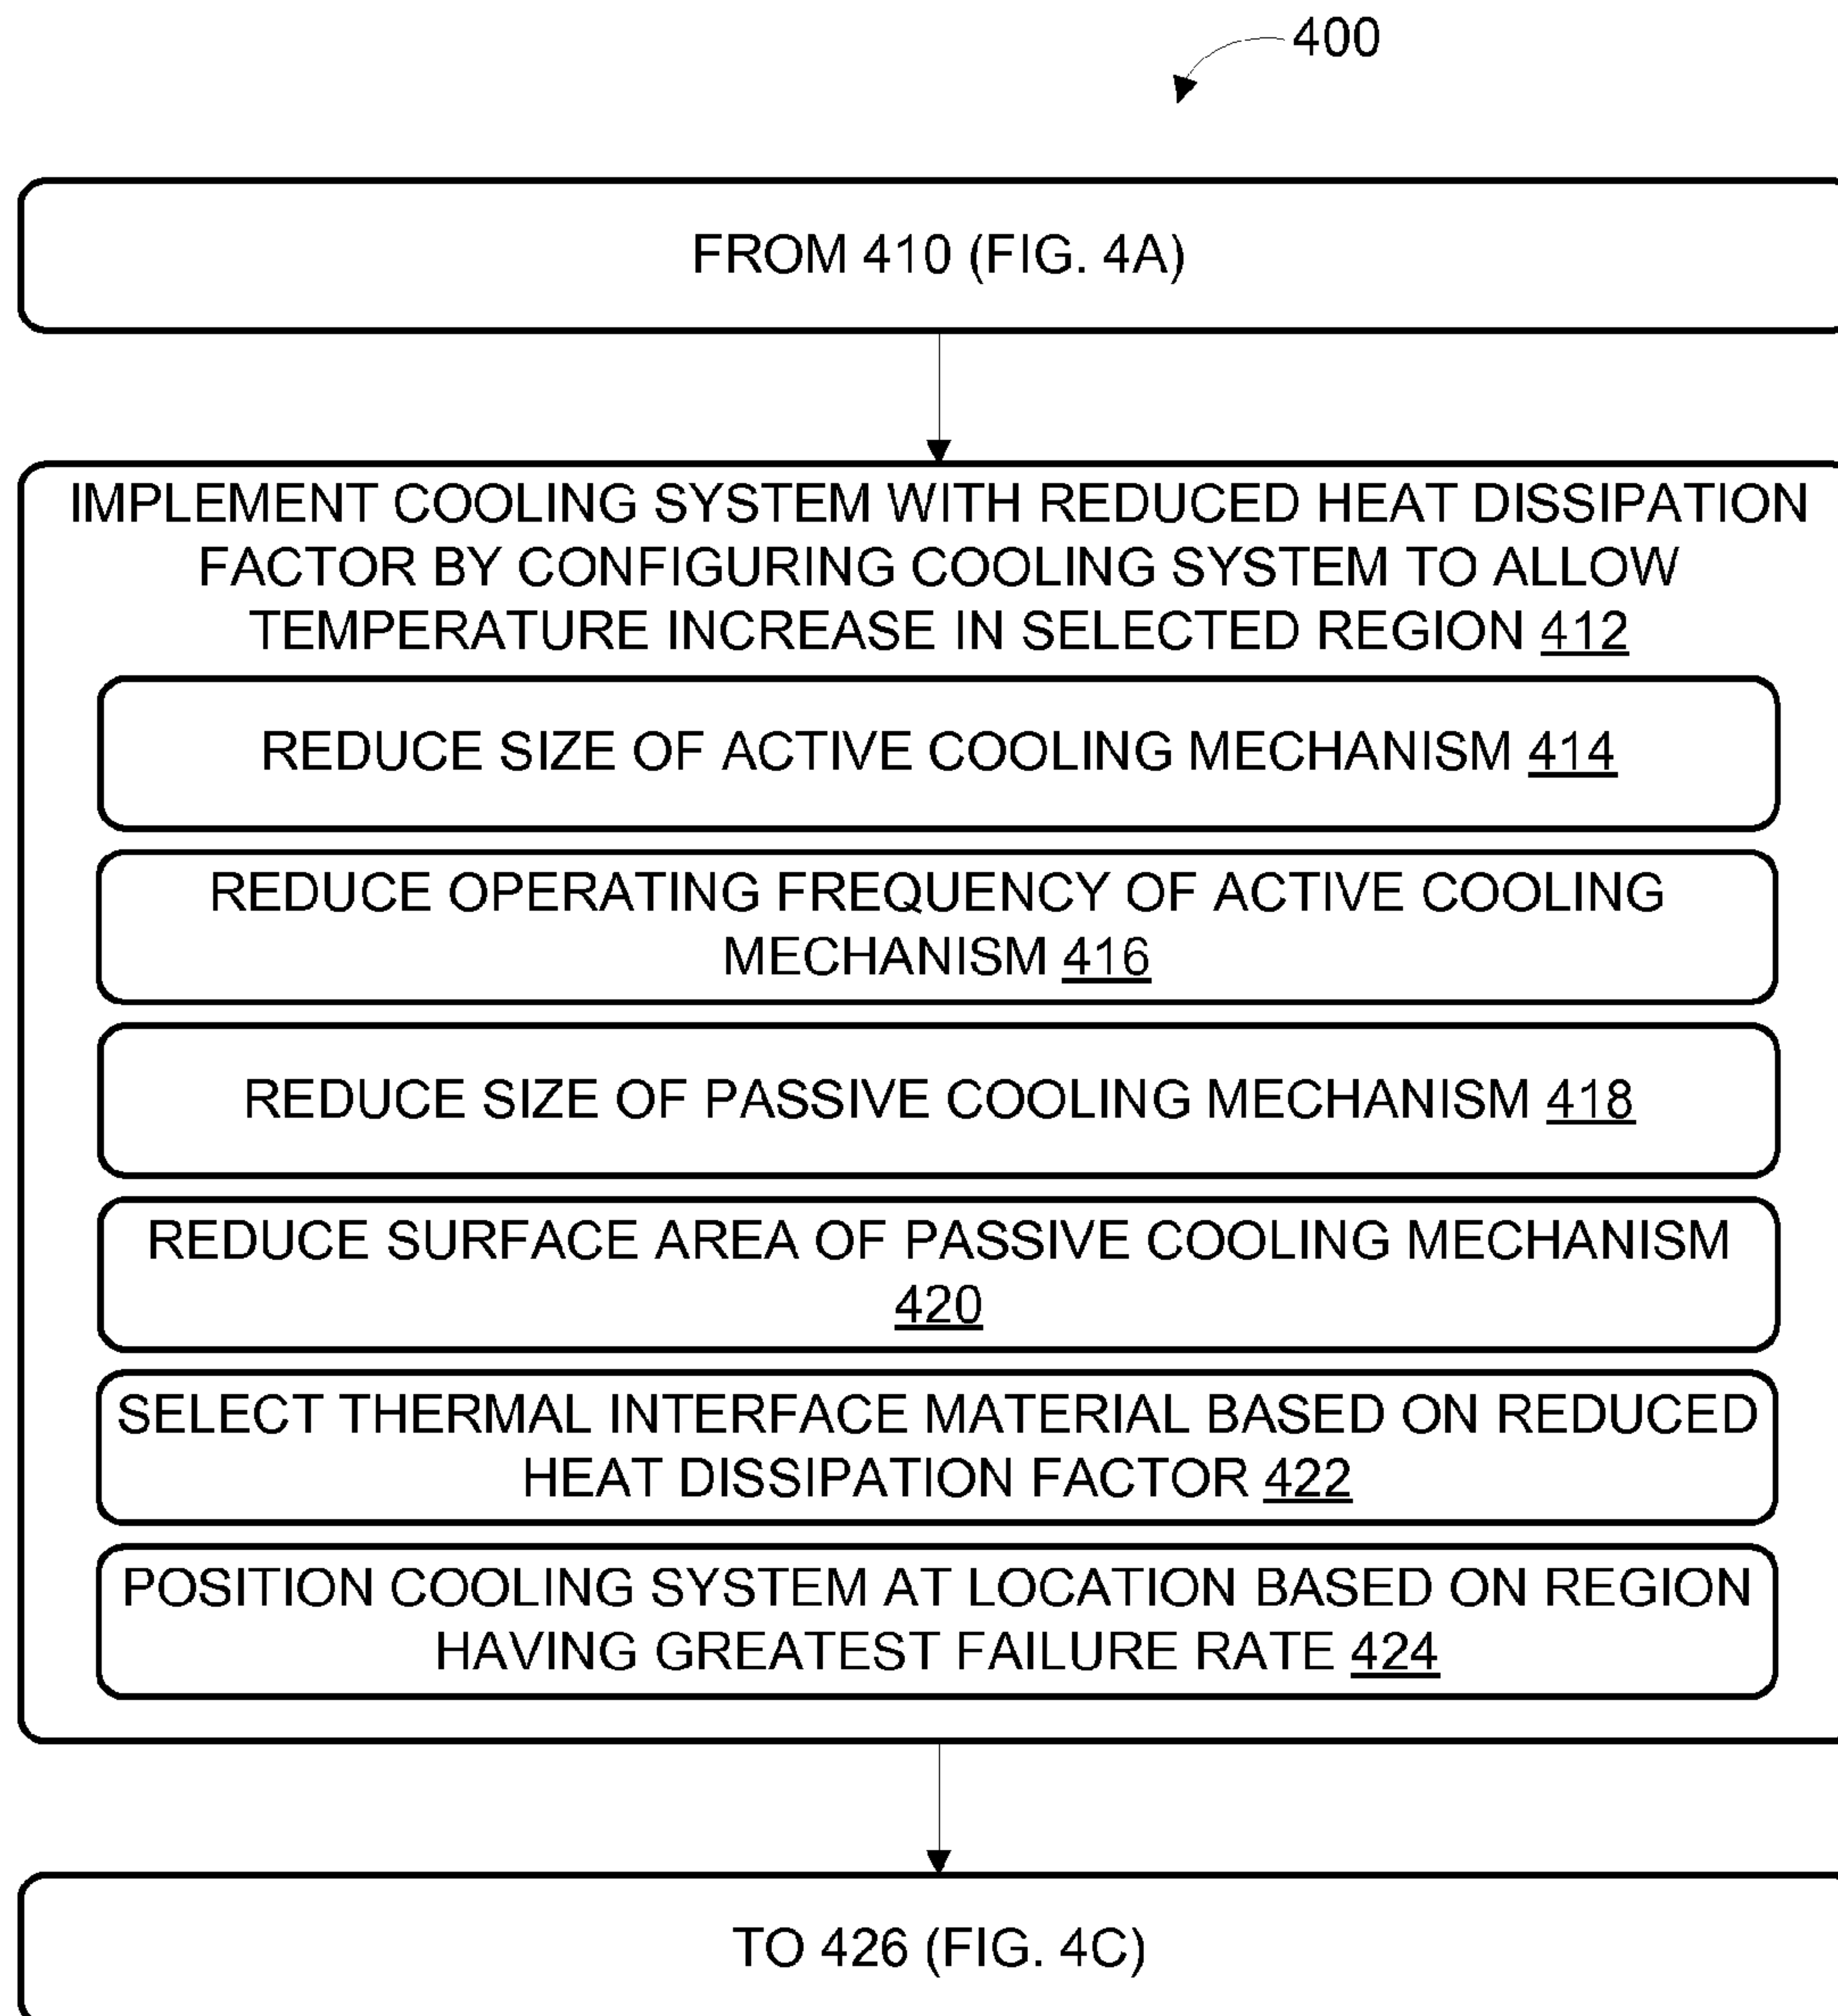 400
FROM 410 (FIG. 4A)
IMPLEMENT COOLING SYSTEM WITH REDUCED HEAT DISSIPATION
FACTOR BY CONFIGURING COOLING SYSTEM TO ALLOW
TEMPERATURE INCREASE IN SELECTED REGION 412
REDUCE SIZE OF ACTIVE COOLING MECHANISM 414
REDUCE OPERATING FREQUENCY OF ACTIVE COOLING
MECHANISM 416
REDUCE SIZE OF PASSIVE COOLING MECHANISM 418
REDUCE SURFACE AREA OF PASSIVE COOLING MECHANISM
420
SELECT THERMAL INTERFACE MATERIAL BASED ON REDUCED
HEAT DISSIPATION FACTOR 422
POSITION COOLING SYSTEM AT LOCATION BASED ON REGION
HAVING GREATEST FAILURE RATE 424
TO 426 (FIG. 4C)